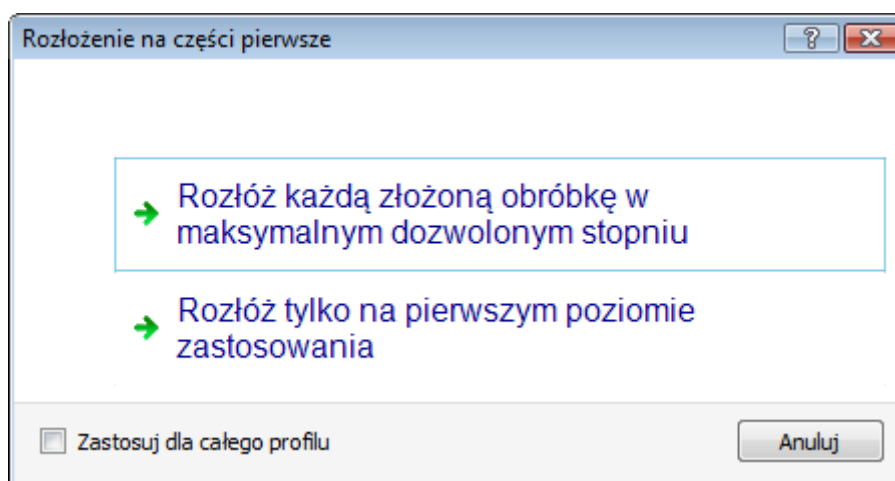 Rozłożenie na części pierwsze
Rozłóż każdą złożoną obróbkę w
maksymalnym dozwolonym stopniu
Rozłóż tylko na pierwszym poziomie
zastosowania
Zastosuj dla całego profilu
Anuluj